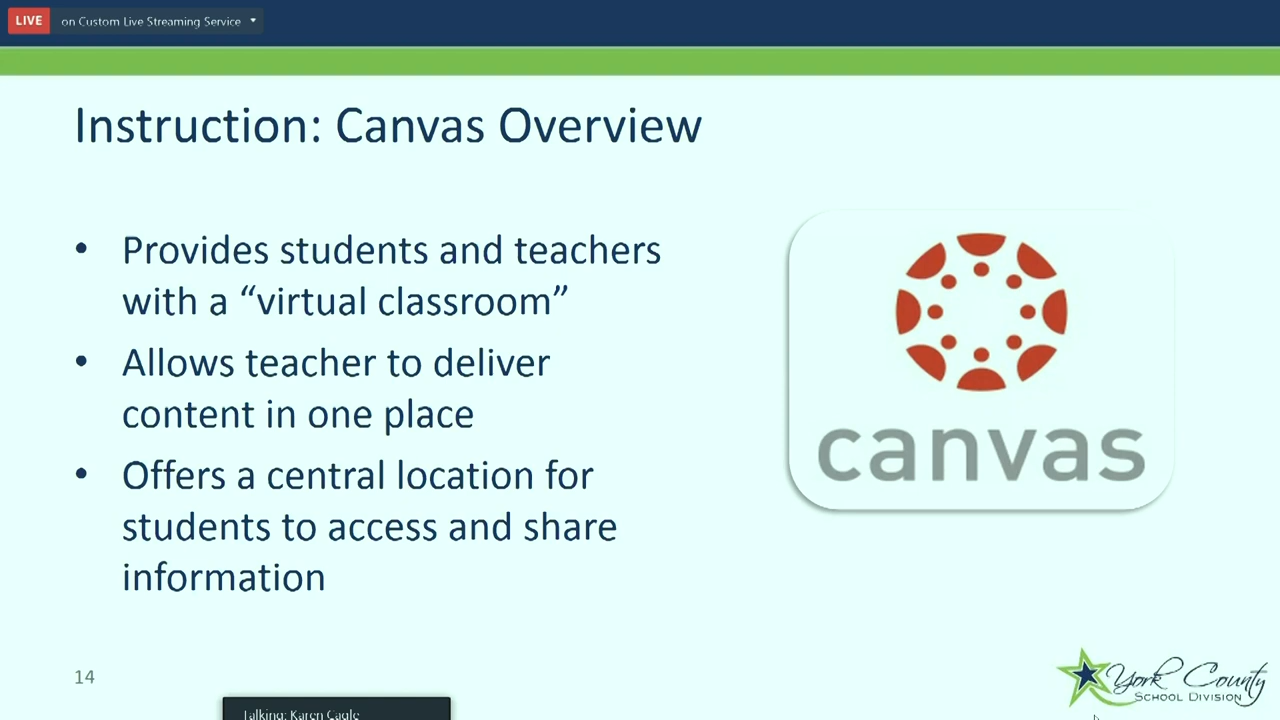 LIVE on Custom Live Streaming Service
Instruction: Canvas Overview
• Provides students and teachers
with a “virtual classroom”
• Allows teacher to deliver
content in one place
• Offers a central location for
students to access and share
information
canvas
14
York County
SCHOOL DIVISION
Talking: Karen Cagle